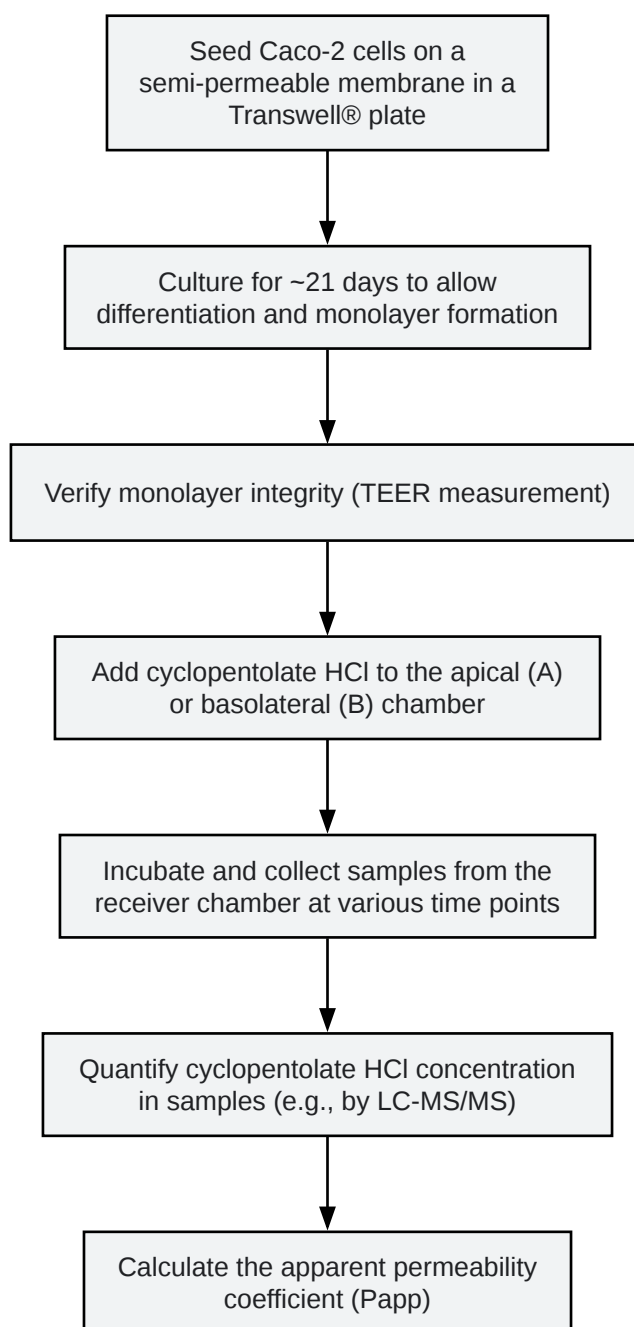 Seed Caco-2 cells on a
semi-permeable membrane in a
Transwell® plate
Culture for ~21 days to allow
differentiation and monolayer formation
Verify monolayer integrity (TEER measurement)
Add cyclopentolate HCl to the apical (A)
or basolateral (B) chamber
Incubate and collect samples from the
receiver chamber at various time points
Quantify cyclopentolate HCl concentration
in samples (e.g., by LC-MS/MS)
Calculate the apparent permeability
coefficient (Papp)